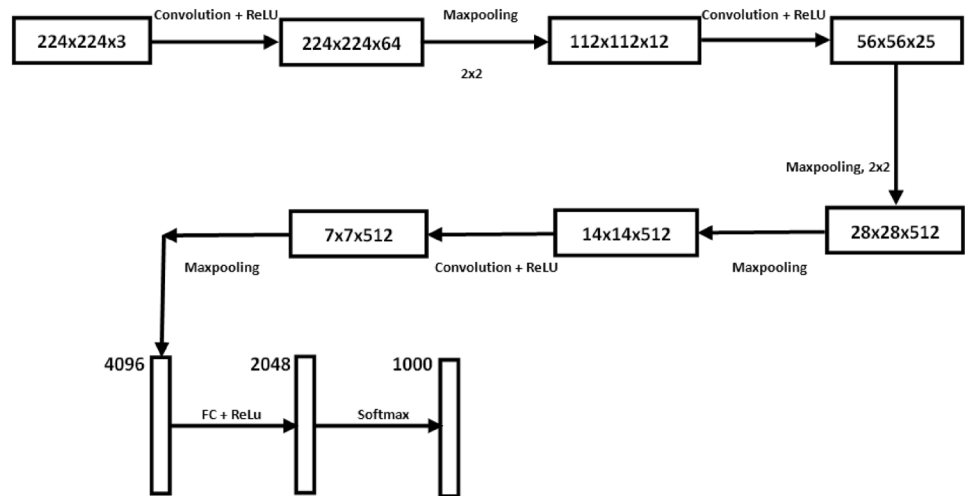 Convolution + ReLU
Maxpooling
Convolution + ReLU
224x224x3
224x224x64
112x112x12
56x56x25
2x2
Maxpooling, 2x2
7x7x512
14x14x512
28x28x512
Maxpooling
Convolution + ReLU
Maxpooling
4096
2048
1000
FC + ReLu
Softmax